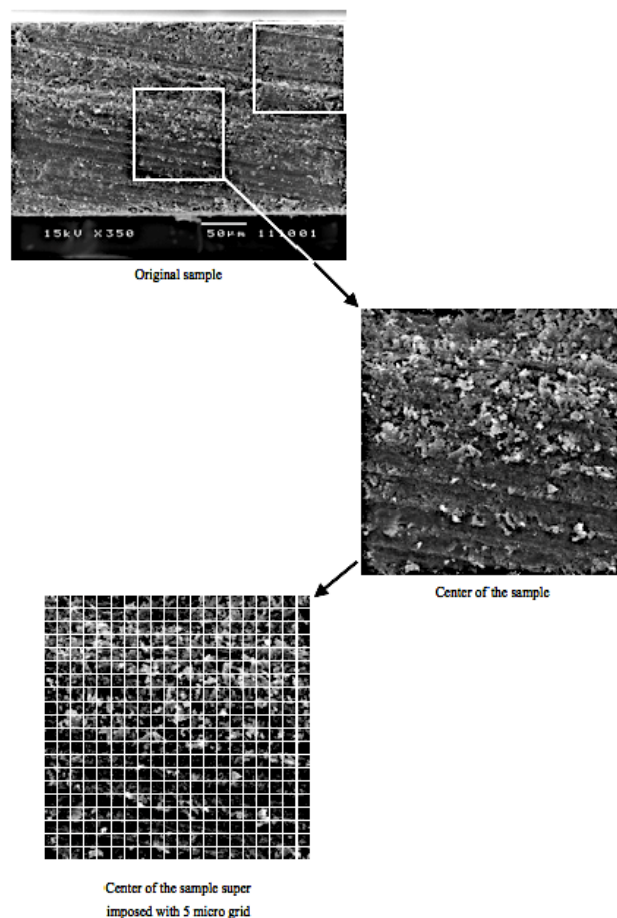 15kV X350 50μm 111001
Original sample
Center of the sample
Center of the sample super
imposed with 5 micro grid